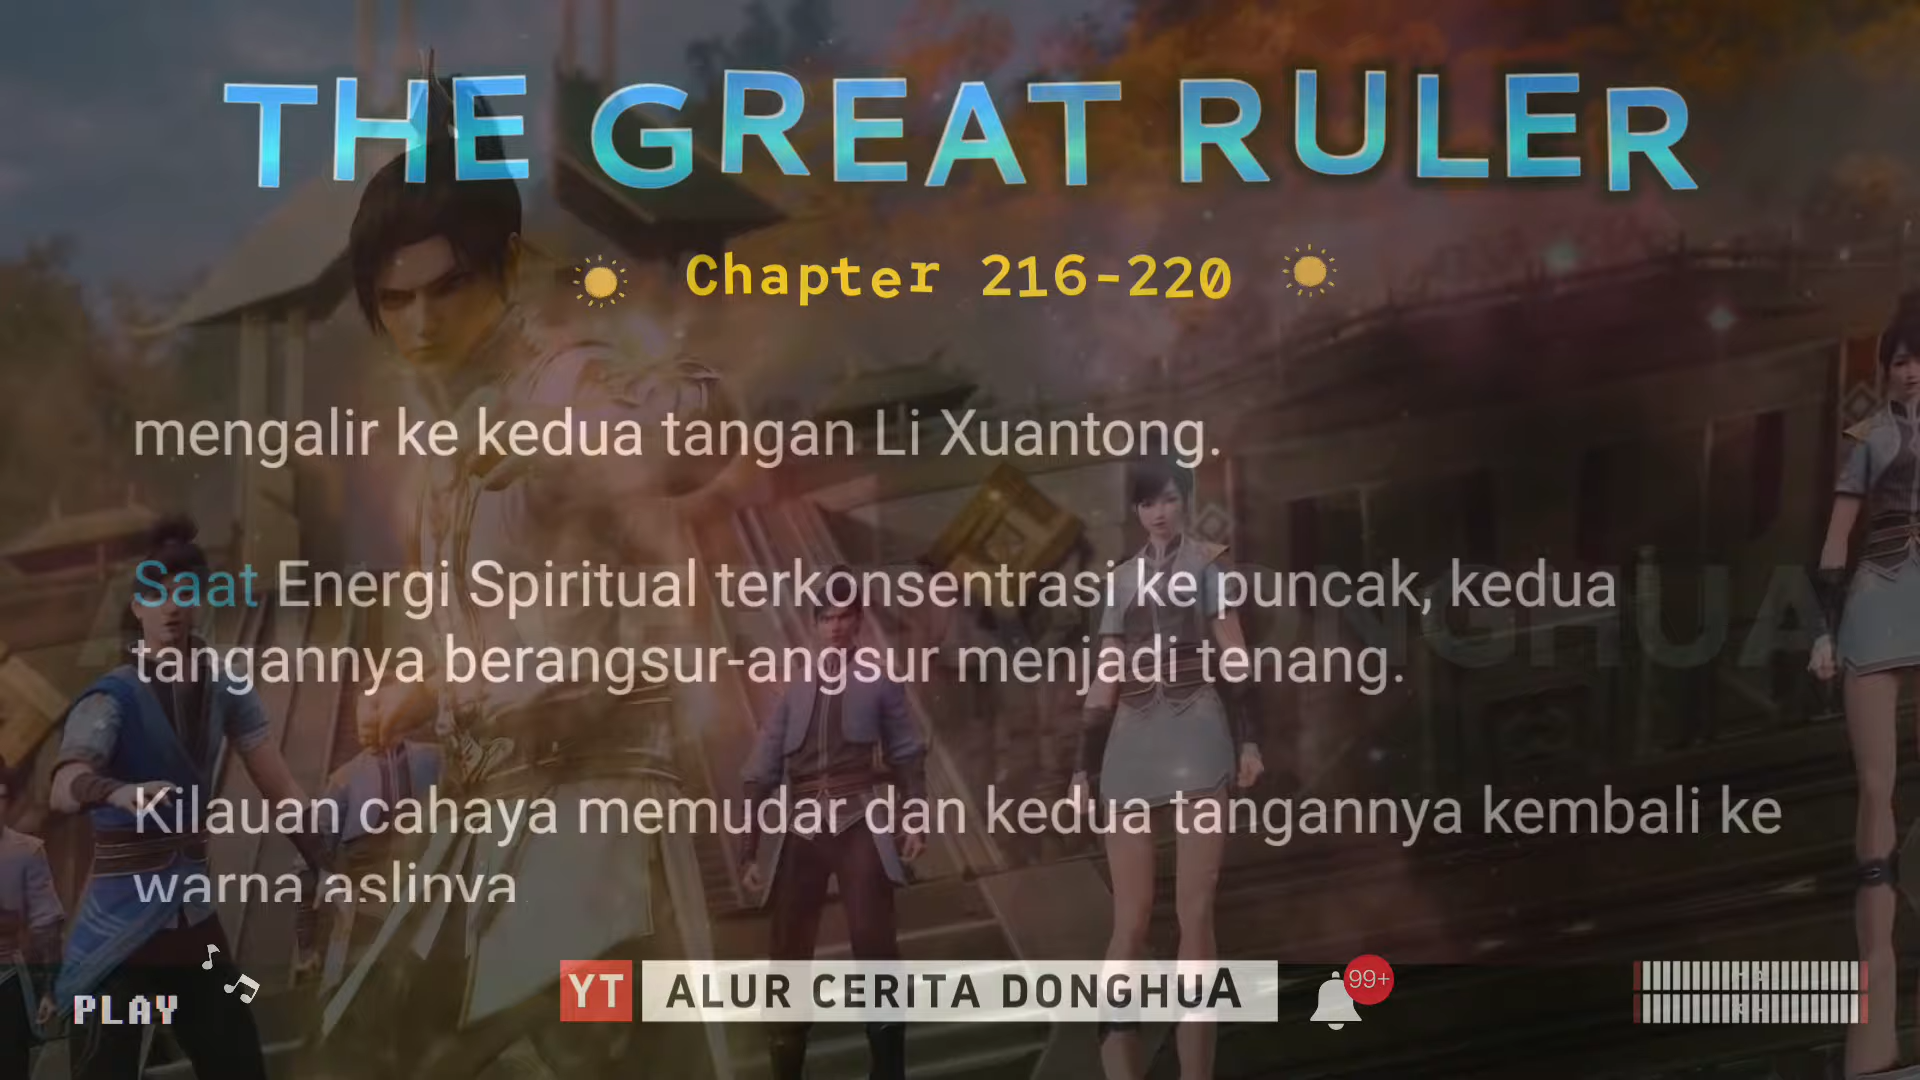 THE GREAT RULER
Chapter 216-220
mengalir ke kedua tangan Li Xuantong.
Saat Energi Spiritual terkonsentrasi ke puncak, kedua
tangannya berangsur-angsur menjadi tenang.
Kilauan cahaya memudar dan kedua tangannya kembali ke
warna aslinya
PLAY
YT ALUR CERITA DONGHUA
99+